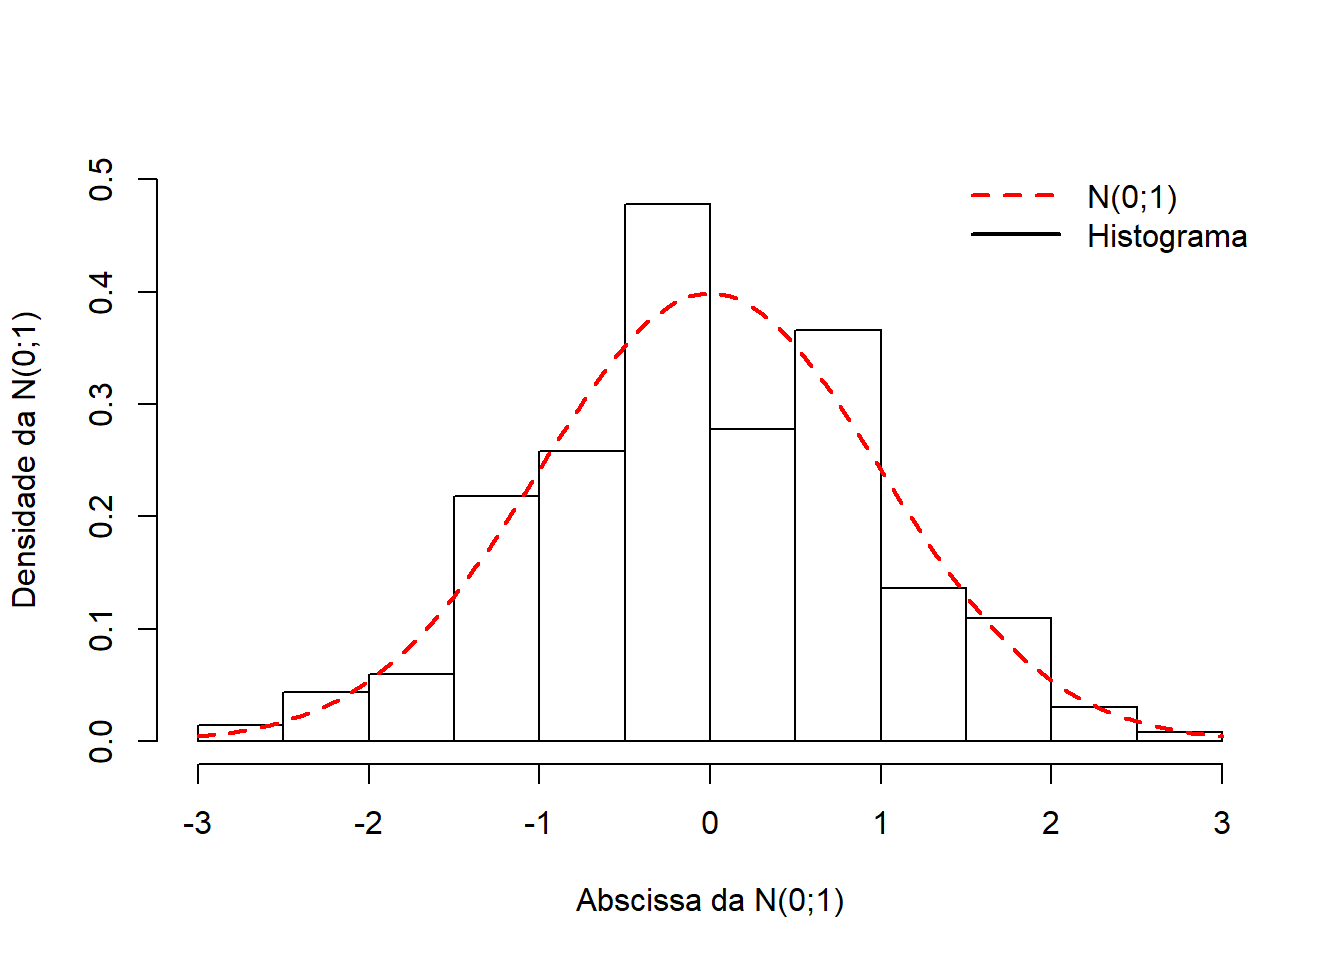 N(0;1)
Histograma
Densidade da N(0;1)
0.5
0.4
0.3
0.2
0.1
0.0
-3 -2 -1 0 1 2 3
Abscissa da N(0;1)